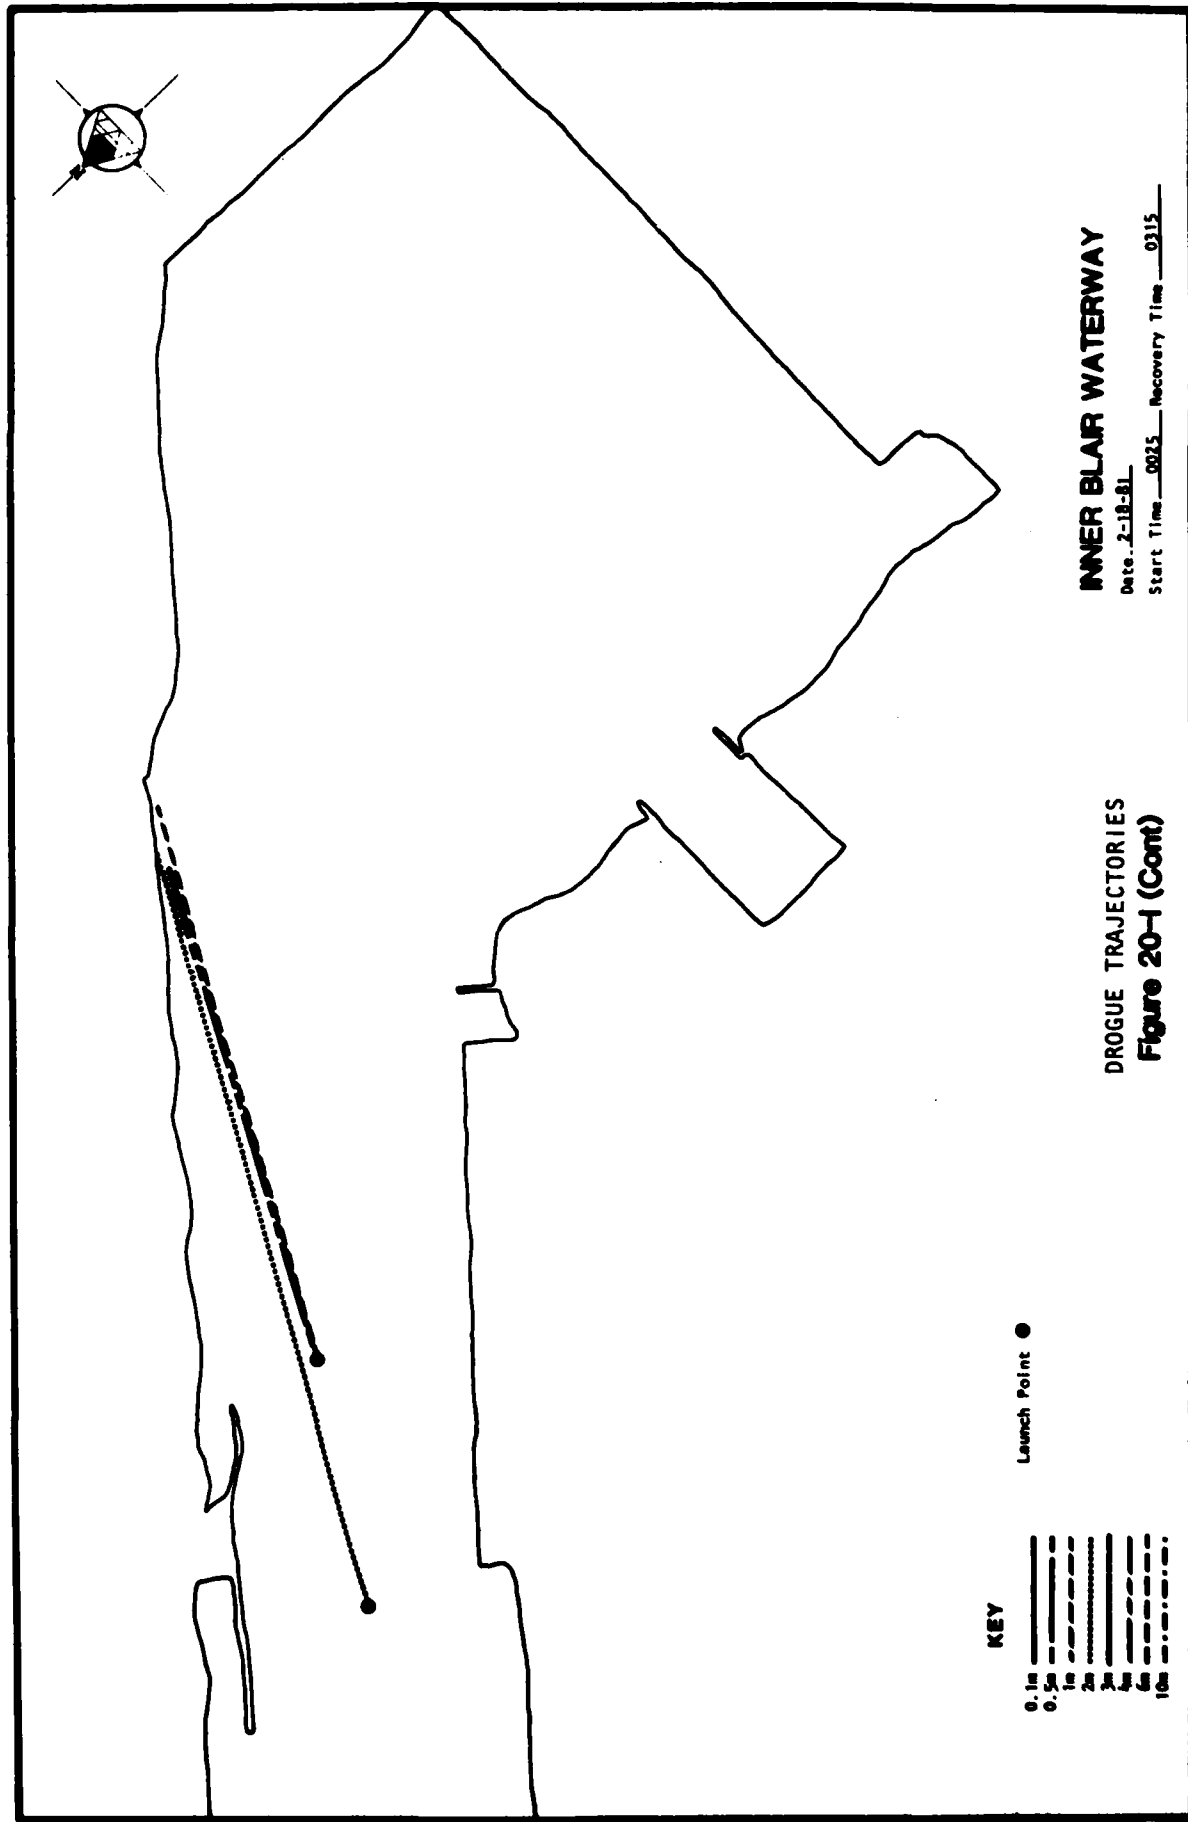 N
INNER BLAIR WATERWAY
Date. 2-18-81
Start Time 0025 Recovery Time 0315
DROGUE TRAJECTORIES
Figure 20-I (Cont)
KEY
Launch Point
0.1m
0.5m
1m
2m
3m
4m
6m
10m